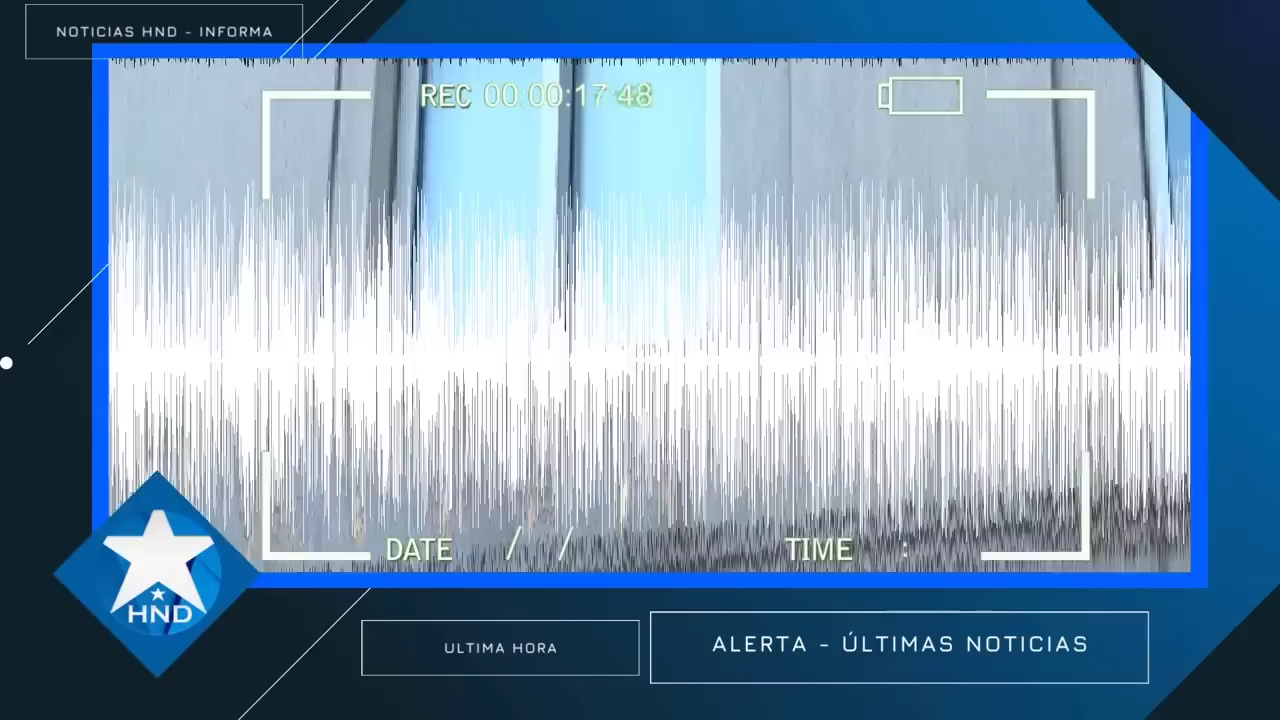 NOTICIAS HND - INFORMA
REC 00:00:17:48
DATE / /
TIME :
HND
ULTIMA HORA
ALERTA - ÚLTIMAS NOTICIAS